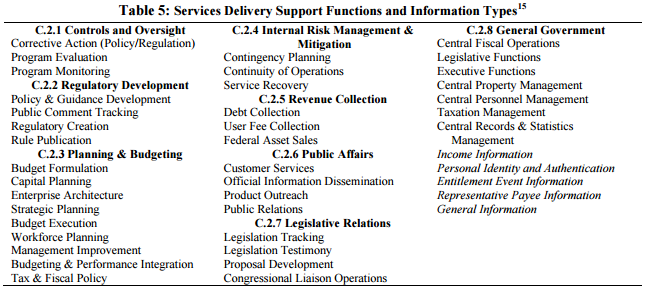 Table 5: Services Delivery Support Functions and Information Types15
C.2.1 Controls and Oversight
Corrective Action (Policy/Regulation)
Program Evaluation
Program Monitoring
C.2.2 Regulatory Development
Policy & Guidance Development
Public Comment Tracking
Regulatory Creation
Rule Publication
C.2.3 Planning & Budgeting
Budget Formulation
Capital Planning
Enterprise Architecture
Strategic Planning
Budget Execution
Workforce Planning
Management Improvement
Budgeting & Performance Integration
Tax & Fiscal Policy
C.2.4 Internal Risk Management &
Mitigation
Contingency Planning
Continuity of Operations
Service Recovery
C.2.5 Revenue Collection
Debt Collection
User Fee Collection
Federal Asset Sales
C.2.6 Public Affairs
Customer Services
Official Information Dissemination
Product Outreach
Public Relations
C.2.7 Legislative Relations
Legislation Tracking
Legislation Testimony
Proposal Development
Congressional Liaison Operations
C.2.8 General Government
Central Fiscal Operations
Legislative Functions
Executive Functions
Central Property Management
Central Personnel Management
Taxation Management
Central Records & Statistics
Management
Income Information
Personal Identity and Authentication
Entitlement Event Information
Representative Payee Information
General Information